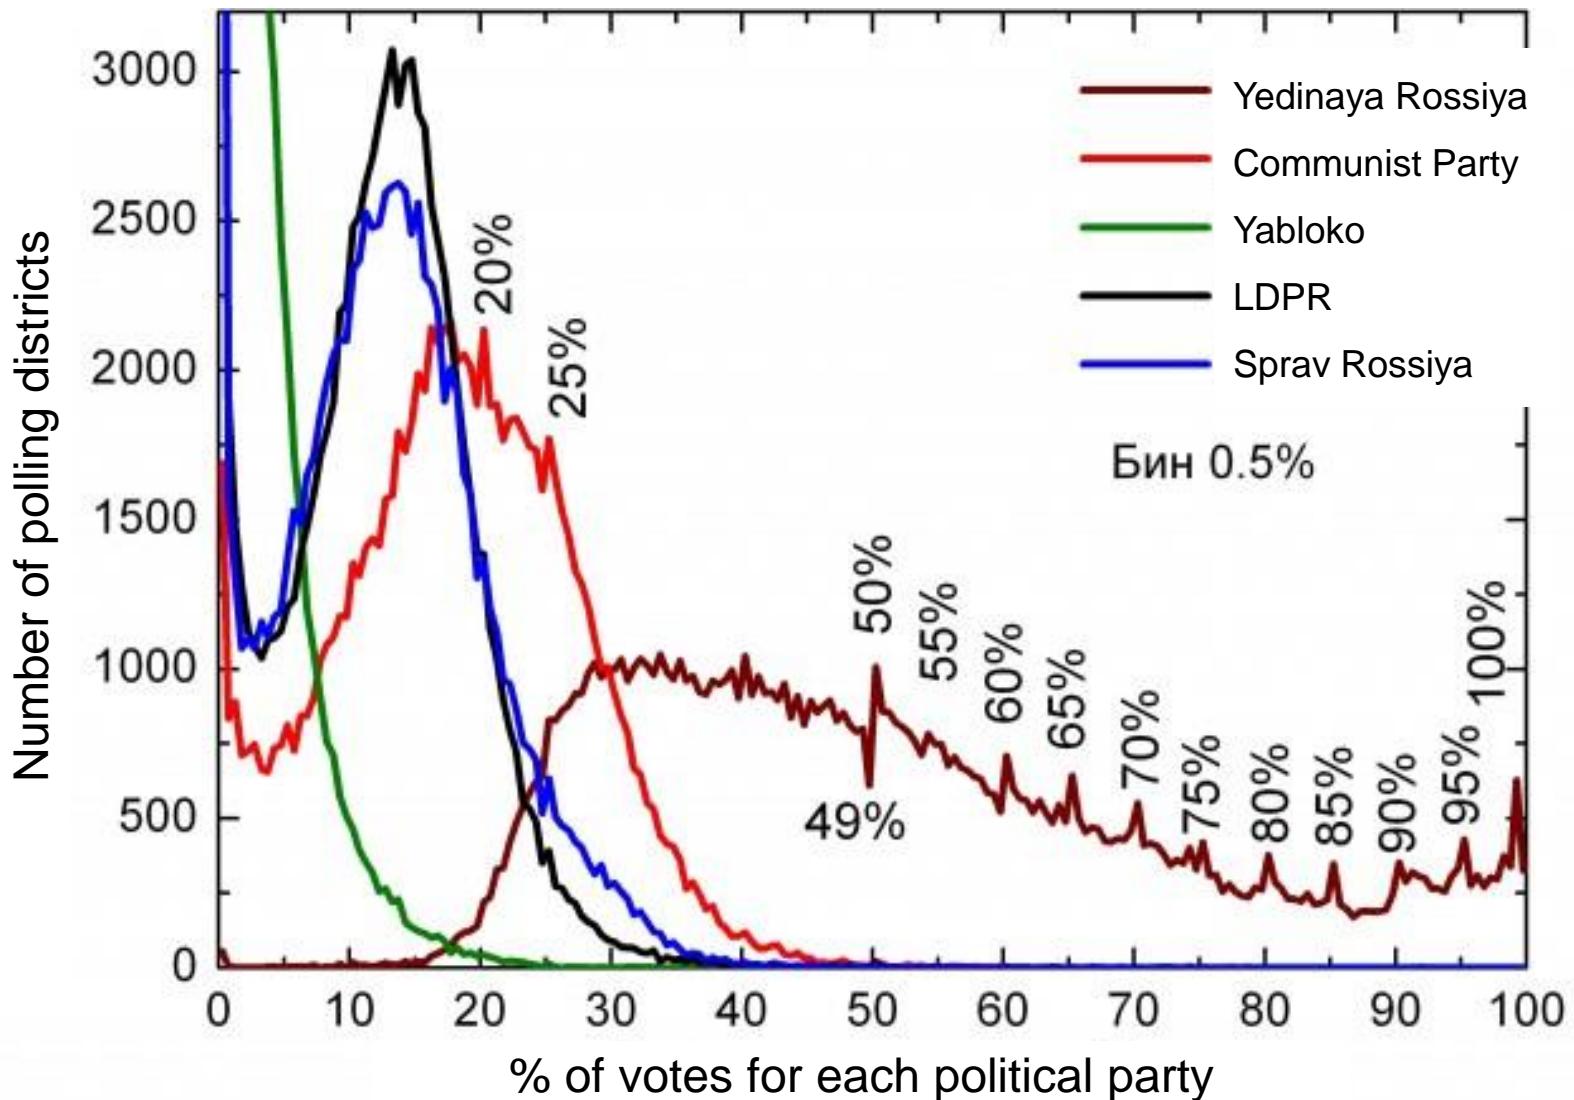 Number of polling districts
3000
2500
2000
1500
1000
500
0
0 10 20 30 40 50 60 70 80 90 100
% of votes for each political party
Yedinaya Rossiya
Communist Party
Yabloko
LDPR
Sprav Rossiya
Бин 0.5%
20%
25%
49%
50%
55%
60%
65%
70%
75%
80%
85%
90%
95%
100%